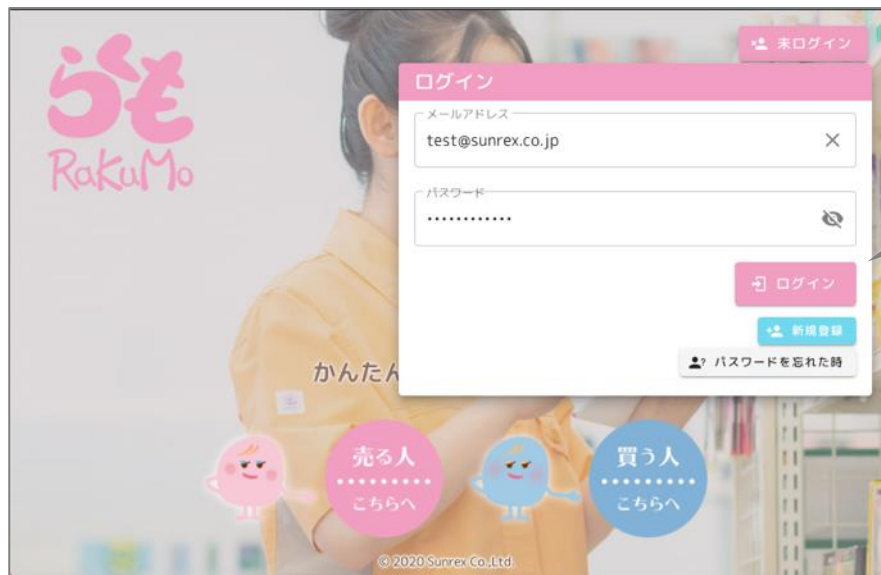 らくも
RaKuMo
未ログイン
ログイン
メールアドレス
test@sunrex.co.jp
パスワード
••••••••••••
ログイン
新規登録
パスワードを忘れた時
かんたん
売る人
こちらへ
買う人
こちらへ
© 2020 Sunrex Co.,Ltd.